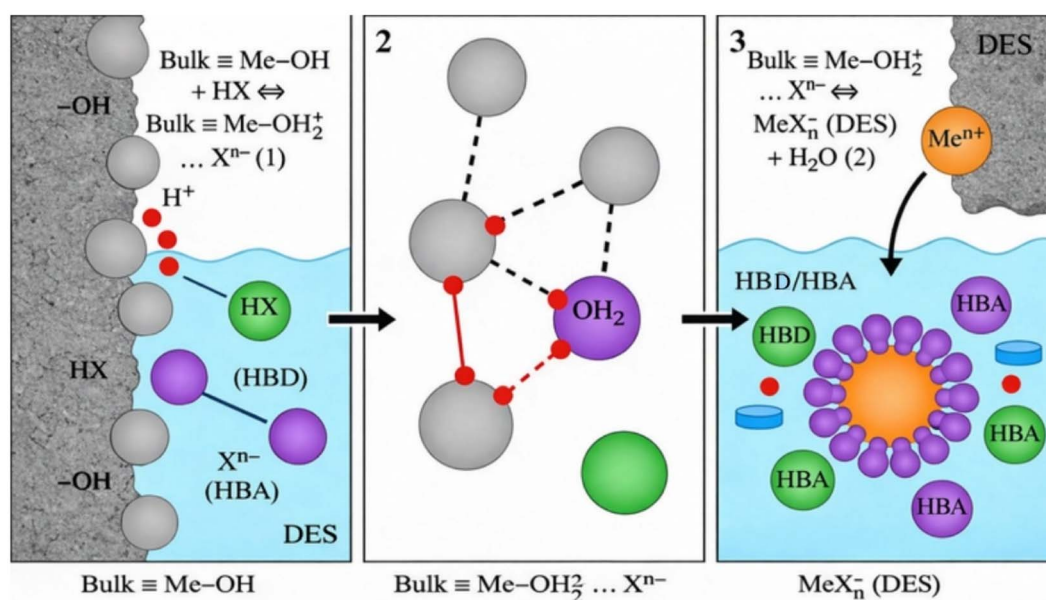 –OH
Bulk ≡ Me–OH
+ HX ⇔
Bulk ≡ Me–OH₂⁺
... Xⁿ⁻ (1)
H⁺
HX
HX
(HBD)
Xⁿ⁻
(HBA)
–OH
DES
Bulk ≡ Me–OH
2
OH₂
Bulk ≡ Me–OH₂² ... Xⁿ⁻
3
Bulk ≡ Me–OH₂⁺
... Xⁿ⁻ ⇔
MeXₙ⁻ (DES)
+ H₂O (2)
DES
Meⁿ⁺
HBD/HBA
HBA
HBD
HBA
HBA
HBA
MeXₙ⁻ (DES)